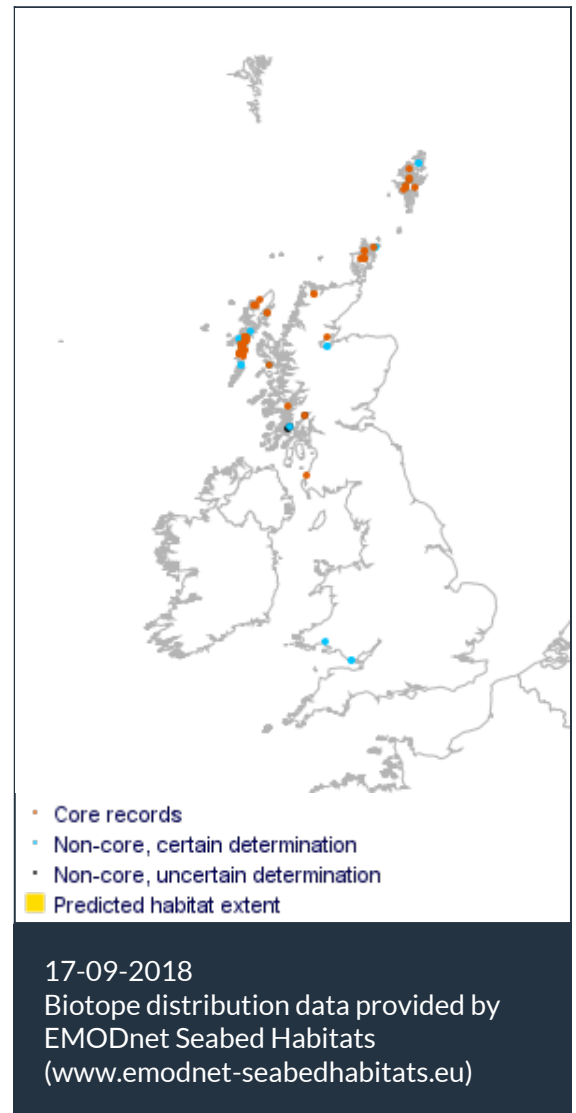 Core records
Non-core, certain determination
Non-core, uncertain determination
Predicted habitat extent
17-09-2018
Biotope distribution data provided by
EMODnet Seabed Habitats
(www.emodnet-seabedhabitats.eu)